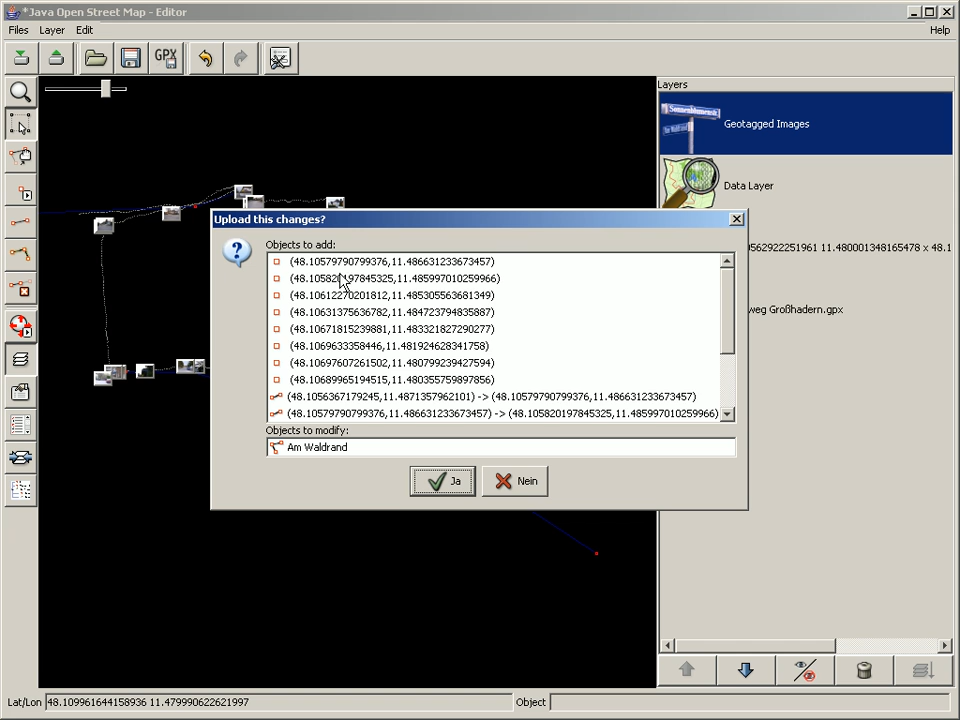 *Java Open Street Map - Editor
Files Layer Edit Help
GPX
Layers
Sonnenblumenstr.
Am Waldrand
Geotagged Images
Data Layer
562922251961 11.480001348165478 x 48.1
weg Großhadern.gpx
Upload this changes?
Objects to add:
(48.10579790799376,11.486631233673457)
(48.105820197845325,11.485997010259966)
(48.10612270201812,11.485305563681349)
(48.10631375636782,11.484723794835887)
(48.10671815239881,11.483321827290277)
(48.1069633358446,11.481924628341758)
(48.10697607261502,11.480799239427594)
(48.10689965194515,11.480355759897856)
(48.1056367179245,11.4871357962101) -> (48.10579790799376,11.486631233673457)
(48.10579790799376,11.486631233673457) -> (48.105820197845325,11.485997010259966)
Objects to modify:
Am Waldrand
Ja Nein
Lat/Lon 48.109961644158936 11.479990622621997 Object